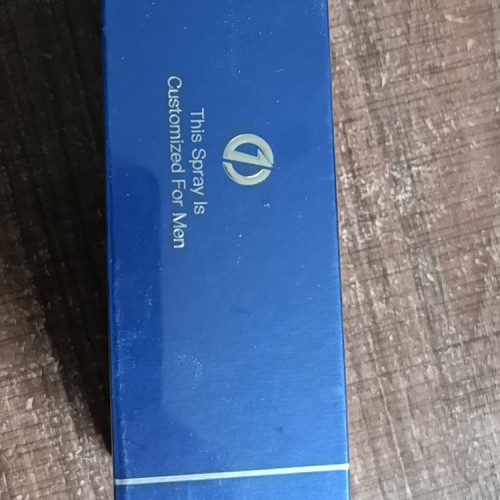 This Spray Is
Customized For Men